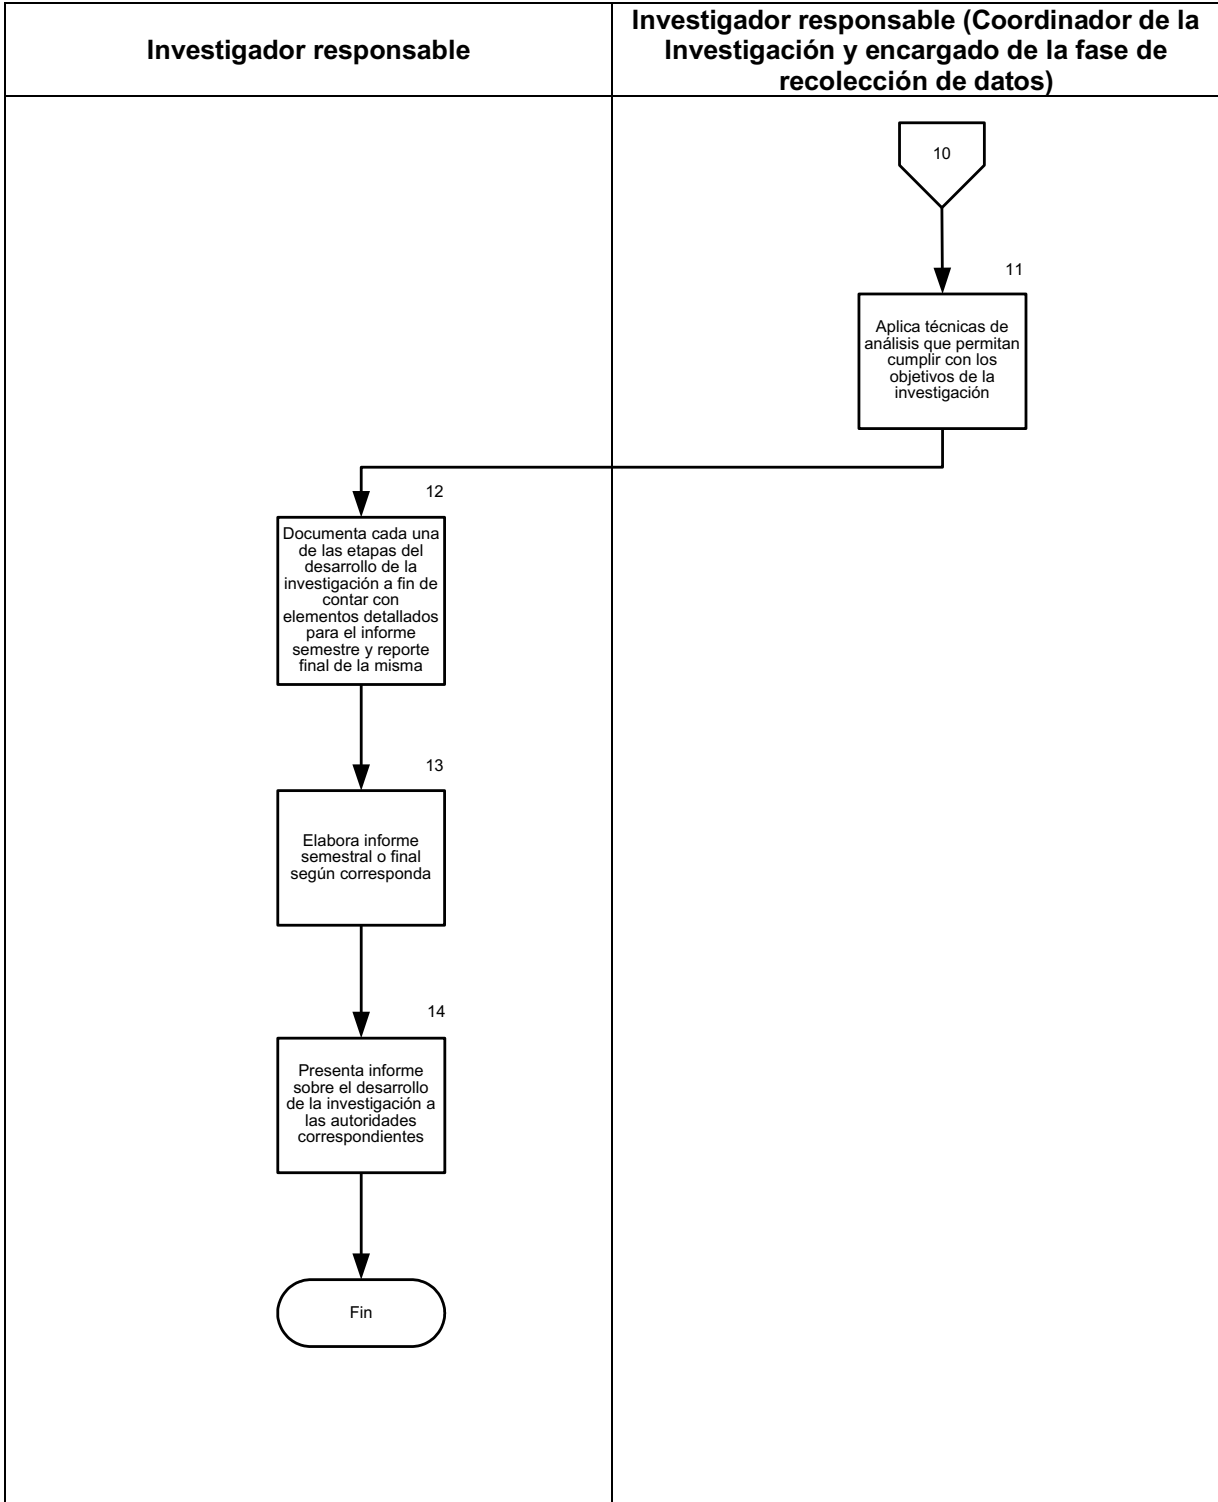 Investigador responsable
Investigador responsable (Coordinador de la
Investigación y encargado de la fase de
recolección de datos)
10
11
Aplica técnicas de
análisis que permitan
cumplir con los
objetivos de la
investigación
12
Documenta cada una
de las etapas del
desarrollo de la
investigación a fin de
contar con
elementos detallados
para el informe
semestre y reporte
final de la misma
13
Elabora informe
semestral o final
según corresponda
14
Presenta informe
sobre el desarrollo
de la investigación a
las autoridades
correspondientes
Fin